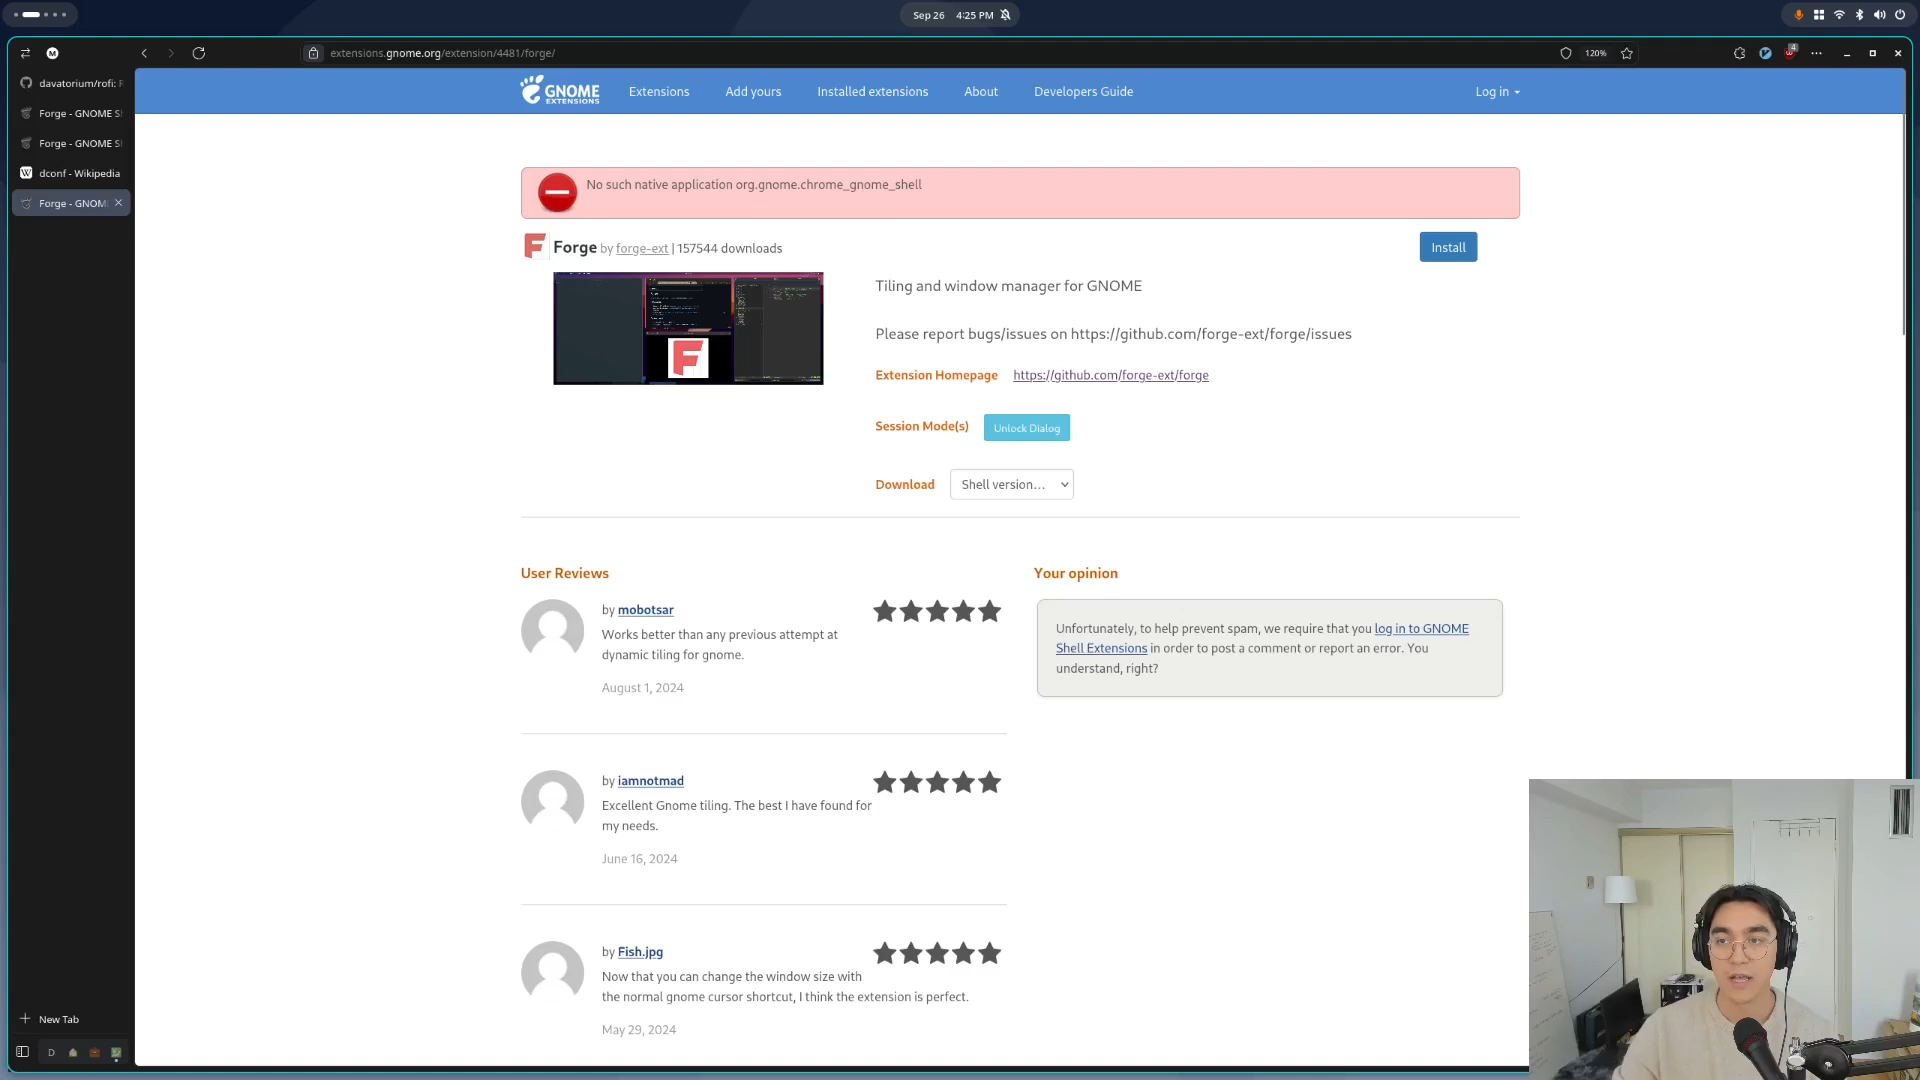 Sep 26 4:25 PM
extensions.gnome.org/extension/4481/forge/
120%
4
davatorium/rofi: R
Forge - GNOME S
Forge - GNOME S
dconf - Wikipedia
Forge - GNOM
New Tab
D
GNOME
EXTENSIONS
Extensions
Add yours
Installed extensions
About
Developers Guide
Log in
No such native application org.gnome.chrome_gnome_shell
Forge by forge-ext | 157544 downloads
Install
Tiling and window manager for GNOME
Please report bugs/issues on https://github.com/forge-ext/forge/issues
Extension Homepage https://github.com/forge-ext/forge
Session Mode(s) Unlock Dialog
Download Shell version...
User Reviews
by mobotsar
Works better than any previous attempt at
dynamic tiling for gnome.
August 1, 2024
by iamnotmad
Excellent Gnome tiling. The best I have found for
my needs.
June 16, 2024
by Fish.jpg
Now that you can change the window size with
the normal gnome cursor shortcut, I think the extension is perfect.
May 29, 2024
Your opinion
Unfortunately, to help prevent spam, we require that you log in to GNOME
Shell Extensions in order to post a comment or report an error. You
understand, right?